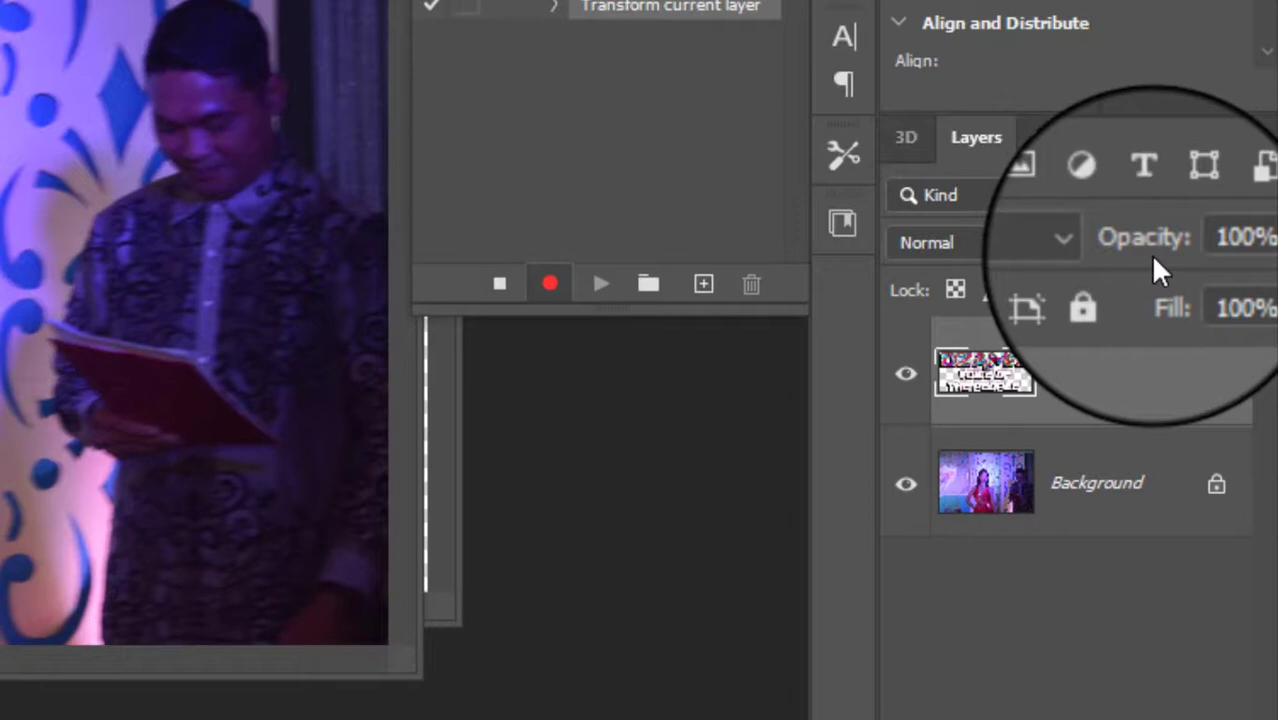 Transform current layer
Align and Distribute
Align:
3D
Layers
Kind
Normal
Opacity: 100%
Lock:
Fill: 100%
Background